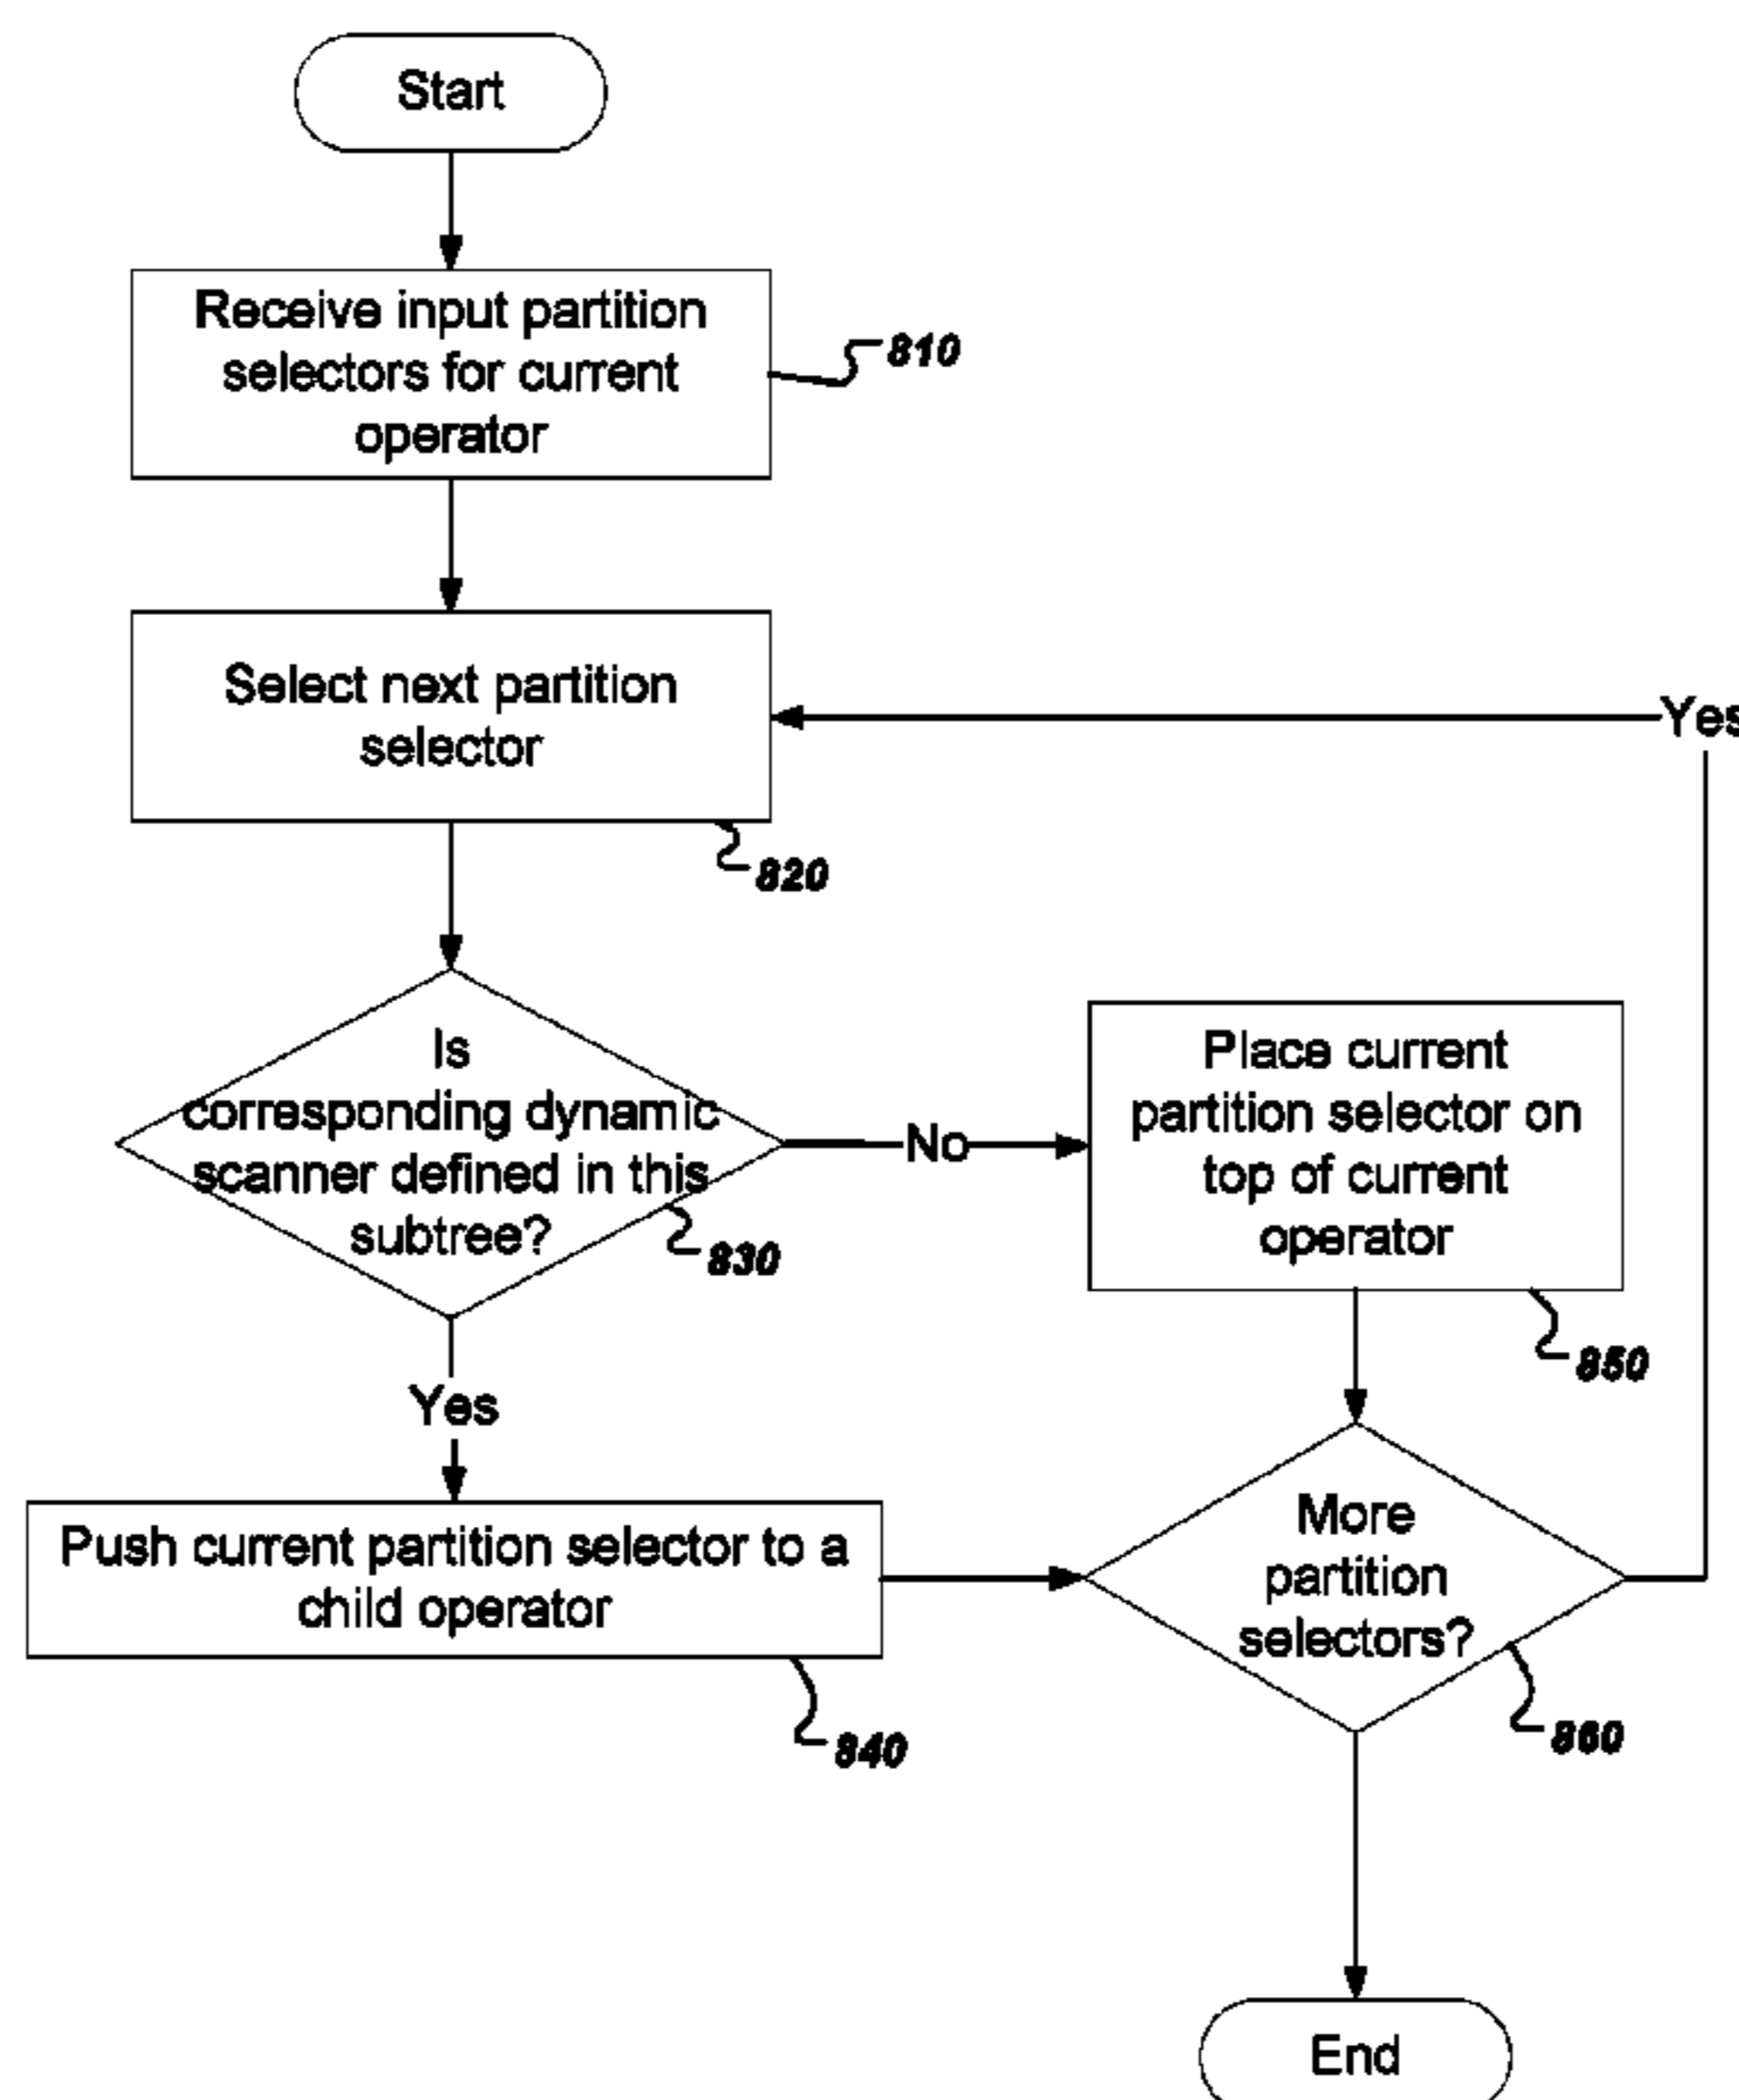 Start
Receive input partition
selectors for current
operator
810
Select next partition
selector
Yes
820
Is
corresponding dynamic
scanner defined in this
subtree?
830
No
Place current
partition selector on
top of current
operator
850
Yes
Push current partition selector to a
child operator
840
More
partition
selectors?
860
End